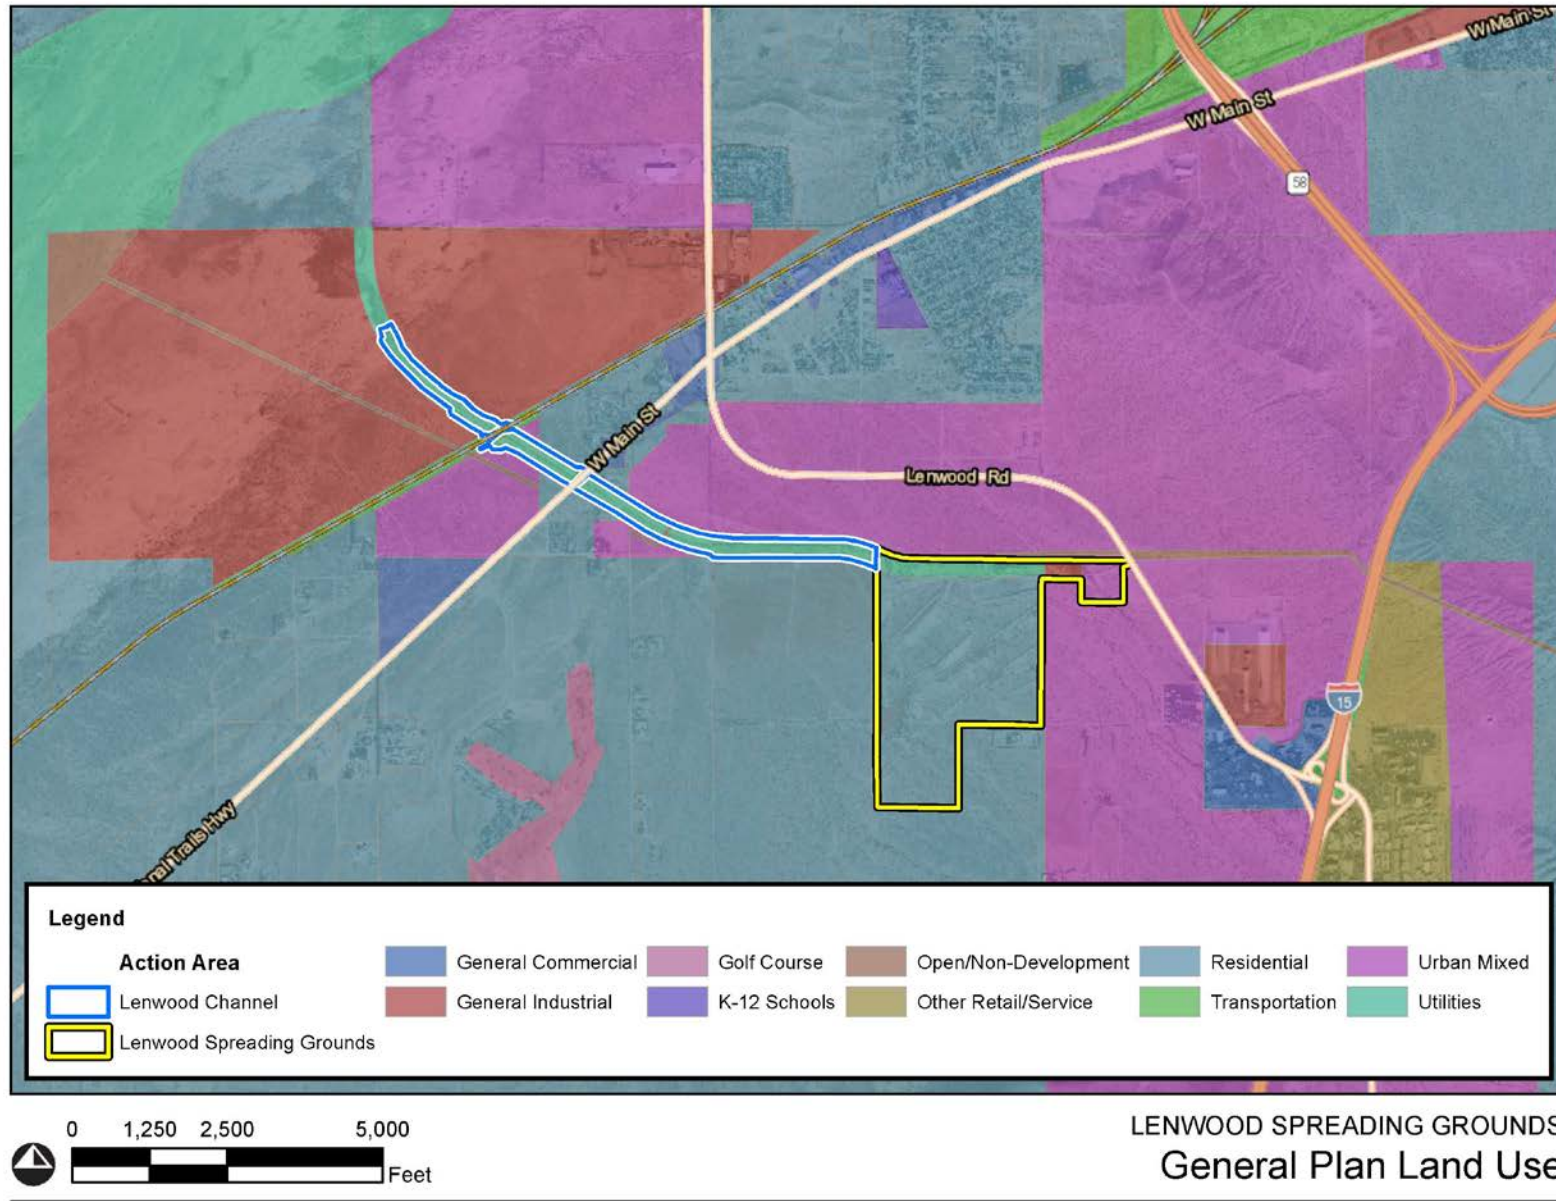 W Main St
W Main St
58
W Main St
Lenwood Rd
15
onal Trails Hwy
Legend
Action Area
Lenwood Channel
Lenwood Spreading Grounds
General Commercial
General Industrial
Golf Course
K-12 Schools
Open/Non-Development
Other Retail/Service
Residential
Transportation
Urban Mixed
Utilities
0 1,250 2,500 5,000
Feet
LENWOOD SPREADING GROUNDS
General Plan Land Use